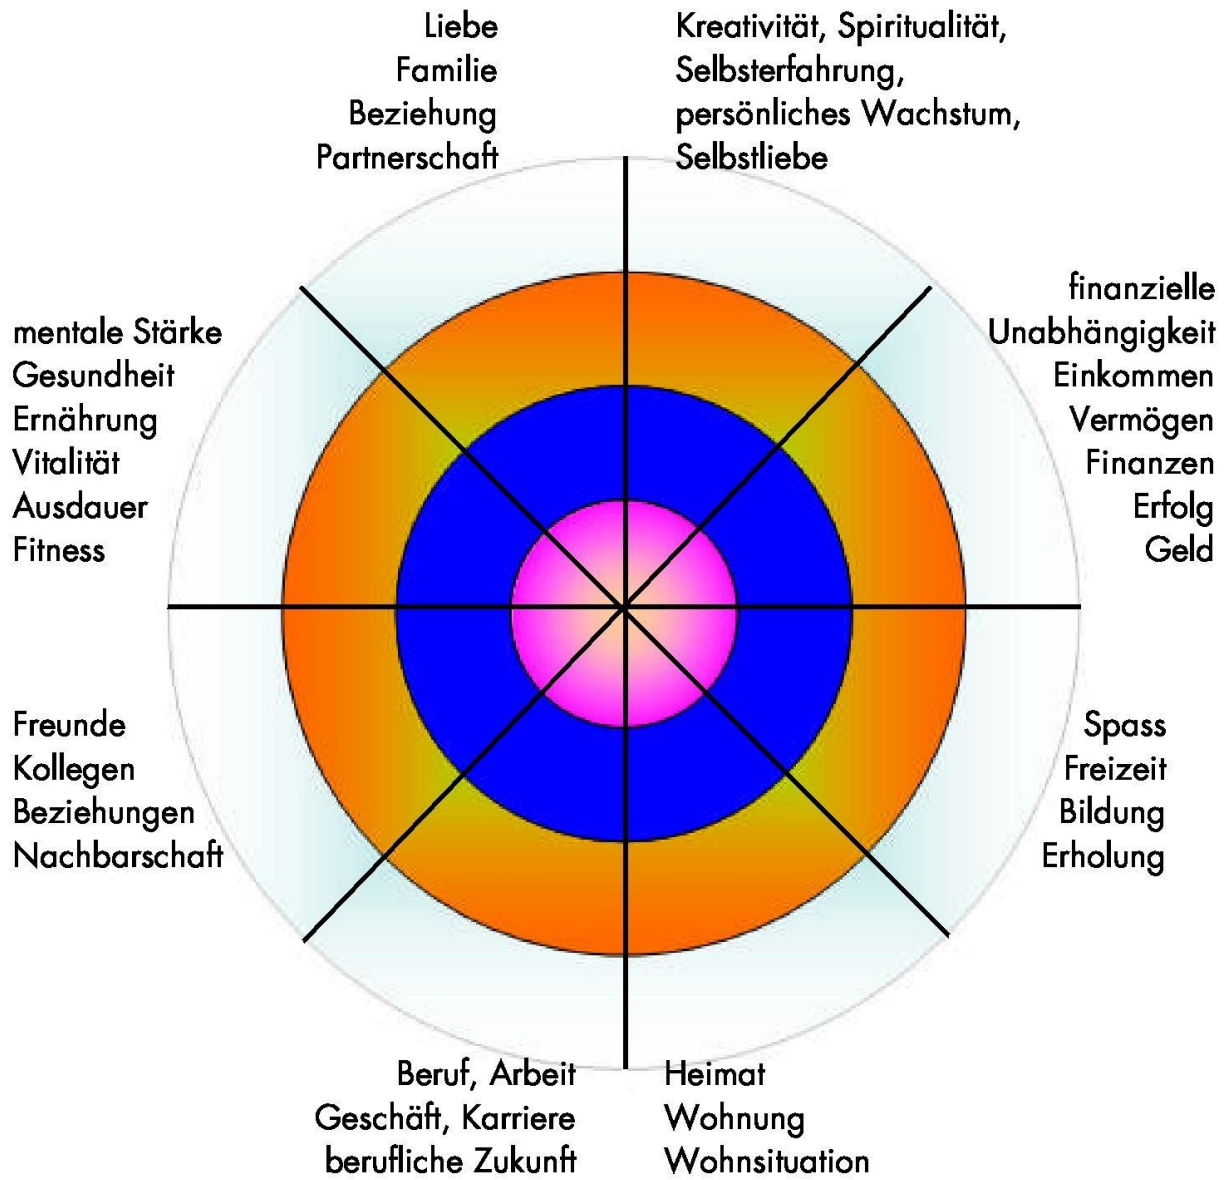 Liebe
Familie
Beziehung
Partnerschaft
Kreativität, Spiritualität,
Selbsterfahrung,
persönliches Wachstum,
Selbstliebe
finanzielle
Unabhängigkeit
Einkommen
Vermögen
Finanzen
Erfolg
Geld
mentale Stärke
Gesundheit
Ernährung
Vitalität
Ausdauer
Fitness
Freunde
Kollegen
Beziehungen
Nachbarschaft
Spass
Freizeit
Bildung
Erholung
Beruf, Arbeit
Geschäft, Karriere
berufliche Zukunft
Heimat
Wohnung
Wohnsituation